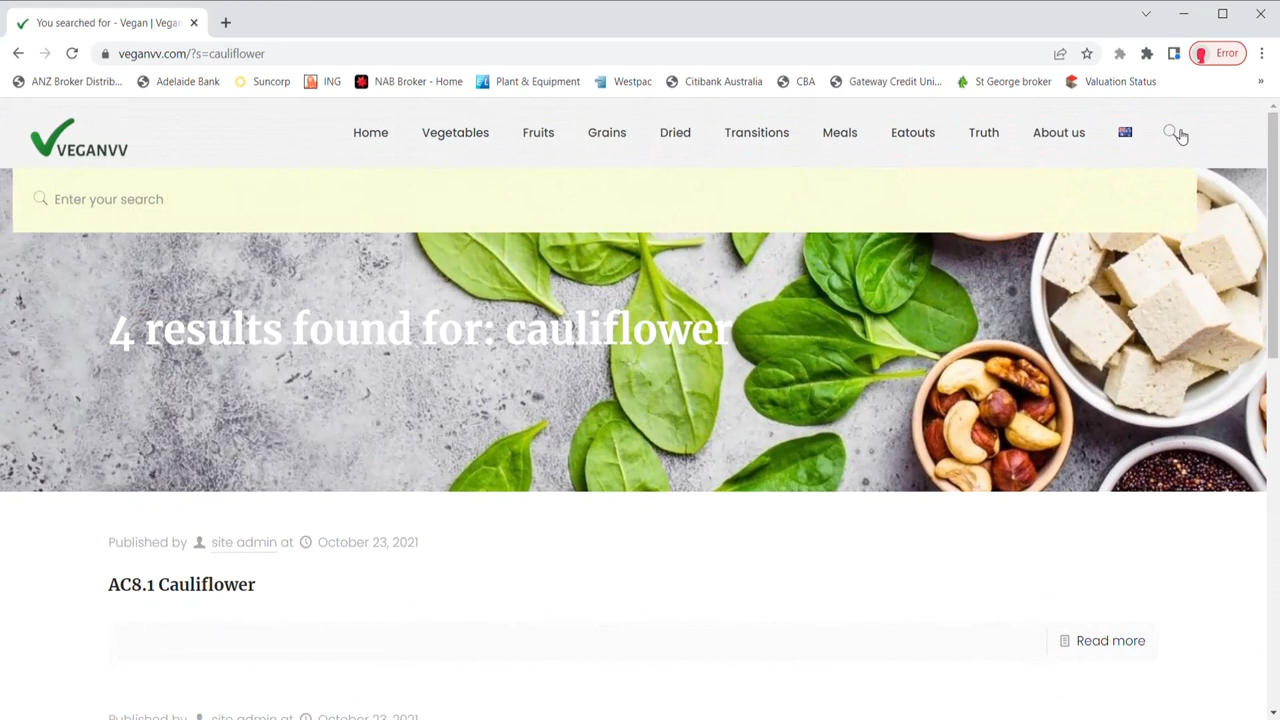 You searched for - Vegan | Vegan
veganvv.com/?s=cauliflower
Error
ANZ Broker Distrib...
Adelaide Bank
Suncorp
ING
NAB Broker - Home
Plant & Equipment
Westpac
Citibank Australia
CBA
Gateway Credit Uni...
St George broker
Valuation Status
»
VEGANVV
Home
Vegetables
Fruits
Grains
Dried
Transitions
Meals
Eatouts
Truth
About us
Enter your search
4 results found for: cauliflower
Published by site admin at October 23, 2021
AC8.1 Cauliflower
Read more
Published by site admin at October 23, 2021